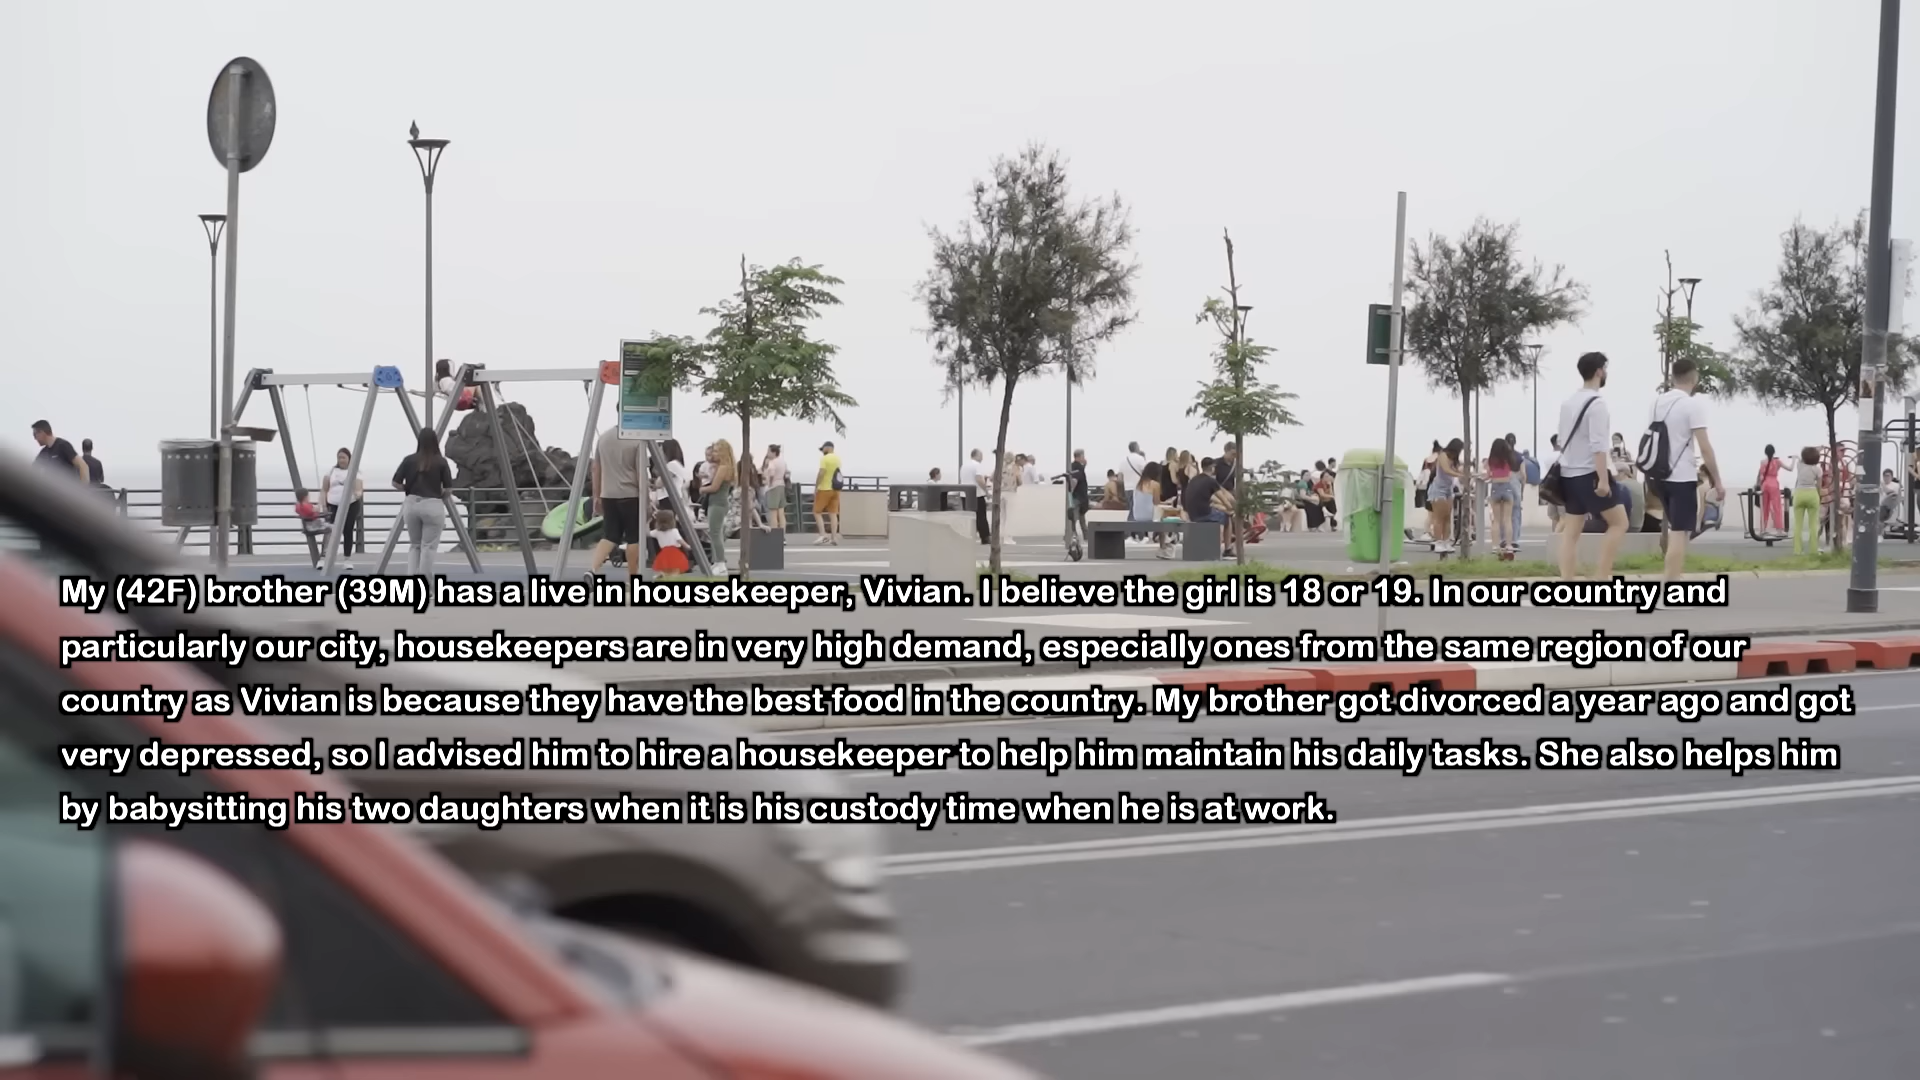 My (42F) brother (39M) has a live in housekeeper, Vivian. I believe the girl is 18 or 19. In our country and
particularly our city, housekeepers are in very high demand, especially ones from the same region of our
country as Vivian is because they have the best food in the country. My brother got divorced a year ago and got
very depressed, so I advised him to hire a housekeeper to help him maintain his daily tasks. She also helps him
by babysitting his two daughters when it is his custody time when he is at work.